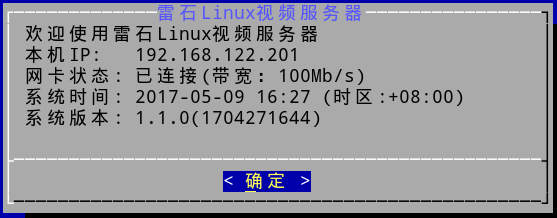 雷石Linux视频服务器
欢迎使用雷石Linux视频服务器
本机IP: 192.168.122.201
网卡状态: 已连接(带宽: 100Mb/s)
系统时间: 2017-05-09 16:27 (时区:+08:00)
系统版本: 1.1.0(1704271644)
< 确定 >